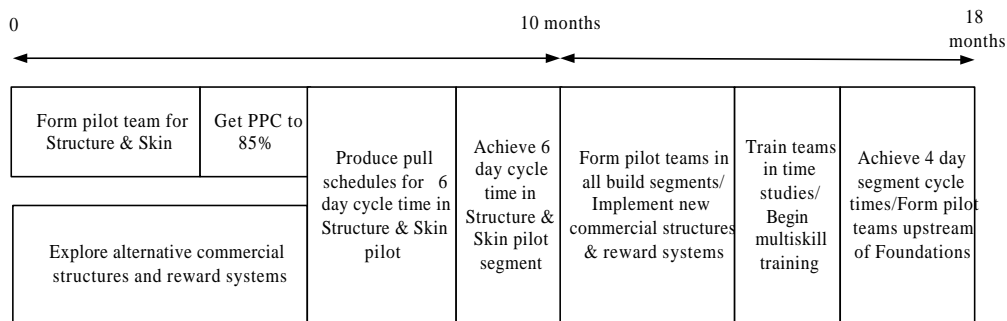 0
10 months
18
months
Form pilot team for
Structure & Skin
Get PPC to
85%
Explore alternative commercial
structures and reward systems
Produce pull
schedules for 6
day cycle time in
Structure & Skin
pilot
Achieve 6
day cycle
time in
Structure &
Skin pilot
segment
Form pilot teams in
all build segments/
Implement new
commercial structures
& reward systems
Train teams
in time
studies/
Begin
multiskill
training
Achieve 4 day
segment cycle
times/Form pilot
teams upstream
of Foundations